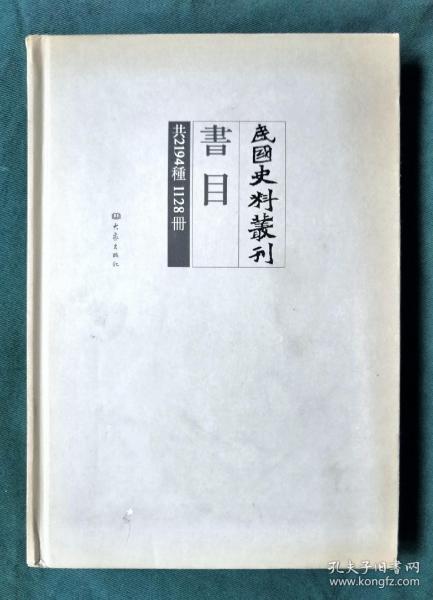 民國史料叢刊
書目
共2194種 1128冊
大象出版社
孔夫子旧书网
www.kongfz.com